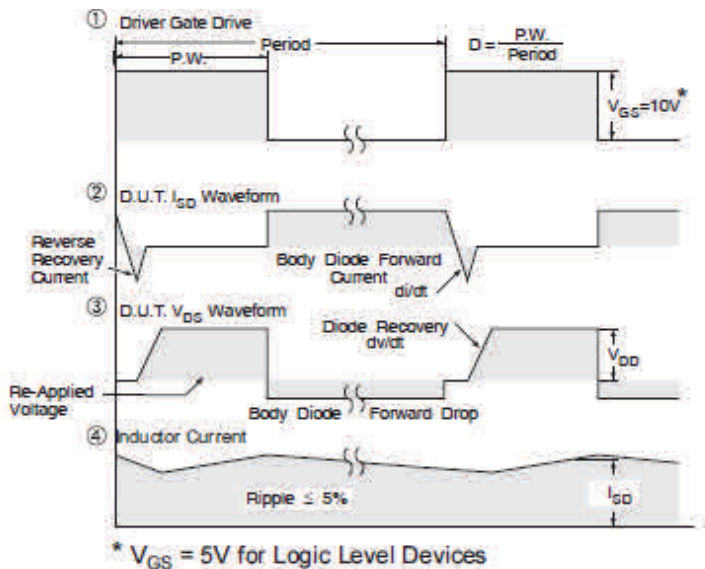 ① Driver Gate Drive
P.W.
Period
D = P.W.
Period
V_GS=10V*
② D.U.T. I_SD Waveform
Reverse
Recovery
Current
Body Diode Forward
Current
di/dt
③ D.U.T. V_DS Waveform
Diode Recovery
dv/dt
V_DD
Re-Applied
Voltage
Body Diode Forward Drop
④ Inductor Current
Ripple ≤ 5%
I_SD
* V_GS = 5V for Logic Level Devices